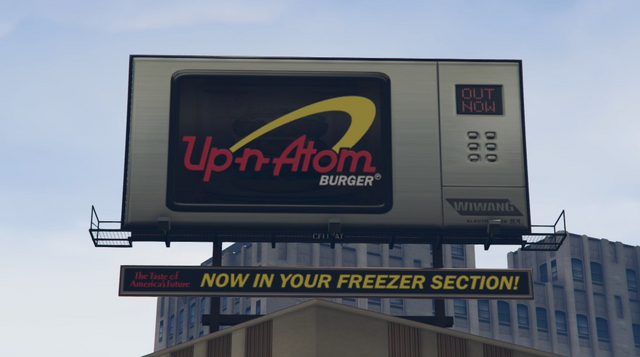 OUT
NOW
Up-n-Atom
BURGER®
WIWANG
The Taste of
America's Future
NOW IN YOUR FREEZER SECTION!